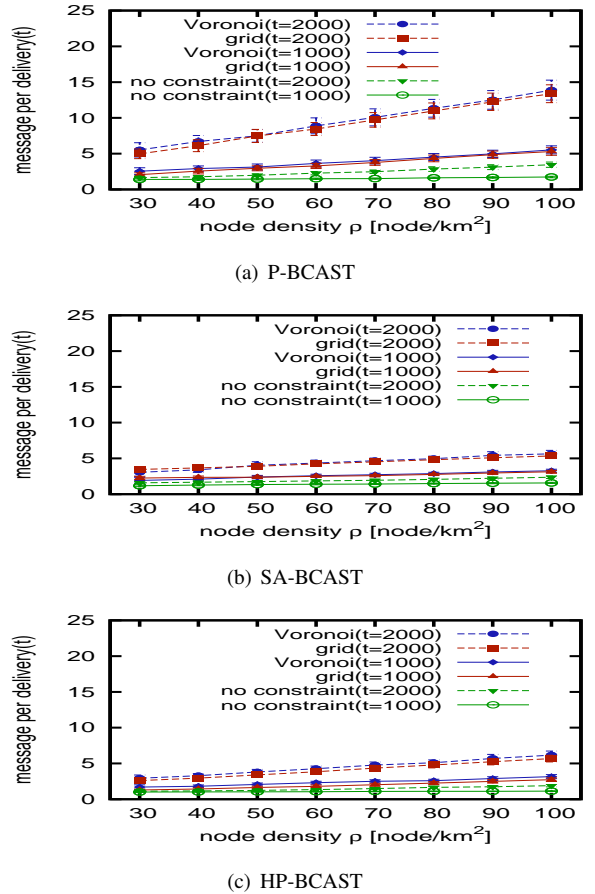 message per delivery(t)
25
20
15
10
5
0
Voronoi(t=2000)
grid(t=2000)
Voronoi(t=1000)
grid(t=1000)
no constraint(t=2000)
no constraint(t=1000)
30 40 50 60 70 80 90 100
node density ρ [node/km²]
(a) P-BCAST
message per delivery(t)
25
20
15
10
5
0
Voronoi(t=2000)
grid(t=2000)
Voronoi(t=1000)
grid(t=1000)
no constraint(t=2000)
no constraint(t=1000)
30 40 50 60 70 80 90 100
node density ρ [node/km²]
(b) SA-BCAST
message per delivery(t)
25
20
15
10
5
0
Voronoi(t=2000)
grid(t=2000)
Voronoi(t=1000)
grid(t=1000)
no constraint(t=2000)
no constraint(t=1000)
30 40 50 60 70 80 90 100
node density ρ [node/km²]
(c) HP-BCAST